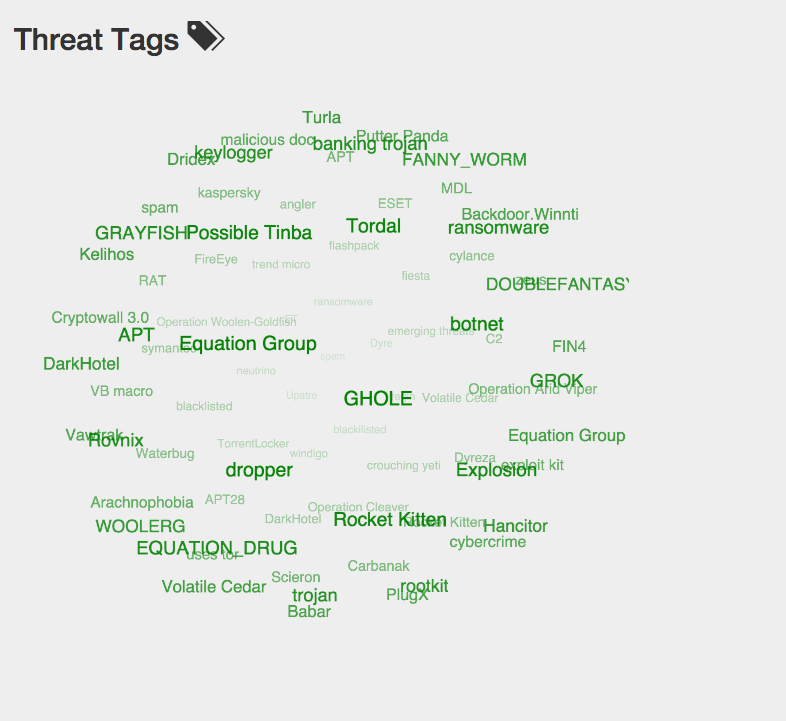 Threat Tags
Turla
Putter Panda
malicious doc
banking trojan
keylogger
APT
Dridex
FANNY_WORM
MDL
kaspersky
angler
ESET
spam
Backdoor.Winnti
Tordal
ransomware
GRAYFISH
Possible Tinba
flashpack
Kelihos
FireEye
trend micro
cylance
fiesta
RAT
zeus
DOUBLEFANTASY
ransomware
Cryptowall 3.0
Operation Woolen-Goldfish
botnet
APT
emerging threats
C2
symantec
Equation Group
Dyre
FIN4
spam
DarkHotel
neutrino
GROK
VB macro
Operation Arid Viper
Upatre
GHOLE
Volatile Cedar
blacklisted
blackilisted
Vawtrak
Rovnix
Equation Group
TorrentLocker
Waterbug
windigo
Dyreza
crouching yeti
exploit kit
dropper
Explosion
APT28
Arachnophobia
Operation Cleaver
DarkHotel
Rocket Kitten
Rocket Kitten
WOOLERG
Hancitor
cybercrime
EQUATION_DRUG
uses tor
Carbanak
Scieron
Volatile Cedar
rootkit
trojan
PlugX
Babar